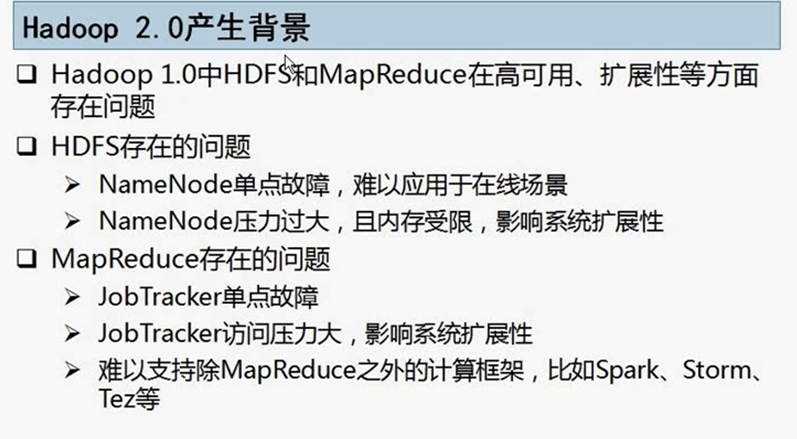 Hadoop 2.0产生背景
❑ Hadoop 1.0中HDFS和MapReduce在高可用、扩展性等方面
存在问题
❑ HDFS存在的问题
➢ NameNode单点故障，难以应用于在线场景
➢ NameNode压力过大，且内存受限，影响系统扩展性
❑ MapReduce存在的问题
➢ JobTracker单点故障
➢ JobTracker访问压力大，影响系统扩展性
➢ 难以支持除MapReduce之外的计算框架，比如Spark、Storm、
Tez等